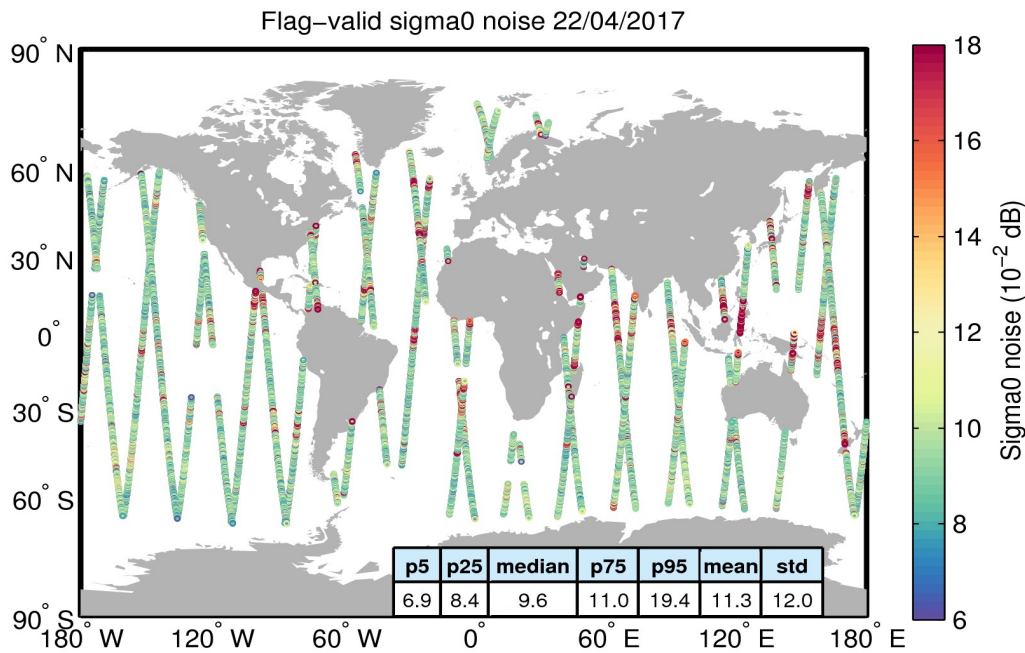 Flag−valid sigma0 noise 22/04/2017
90° N
60° N
30° N
0°
30° S
60° S
90° S
180° W
120° W
60° W
0°
60° E
120° E
180° E
p5 p25 median p75 p95 mean std
6.9 8.4 9.6 11.0 19.4 11.3 12.0
18
16
14
12
10
8
6
Sigma0 noise (10⁻² dB)